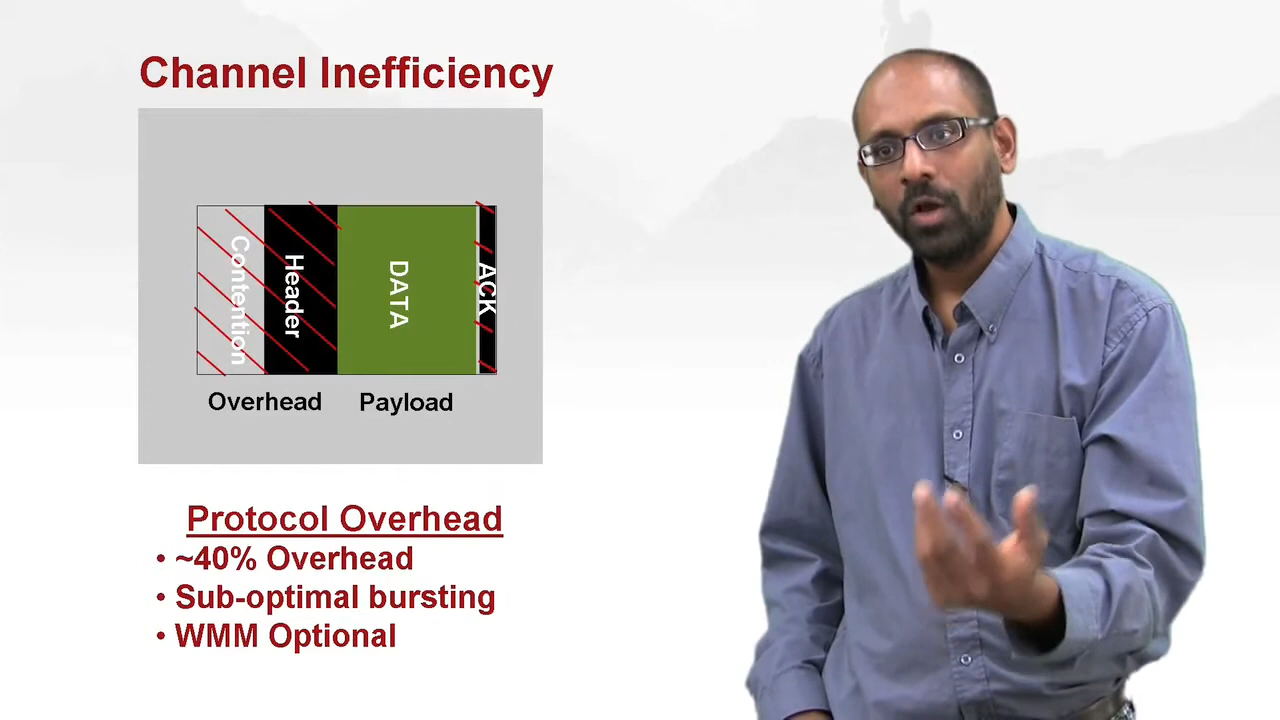 Channel Inefficiency
Contention
Header
DATA
ACK
Overhead Payload
Protocol Overhead
• ~40% Overhead
• Sub-optimal bursting
• WMM Optional